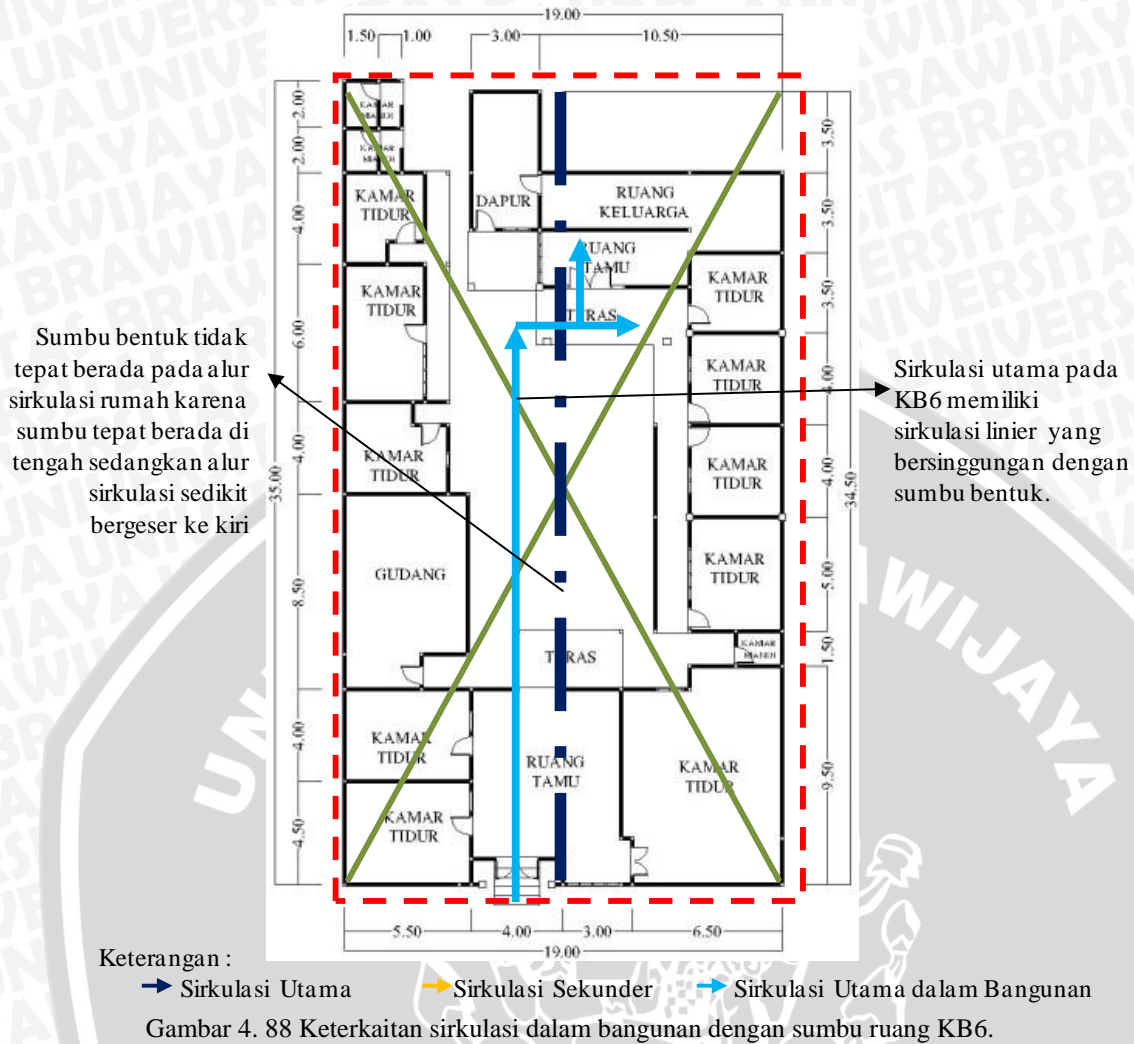 19.00
1.50
1.00
3.00
10.50
2.00
2.00
4.00
6.00
4.00
35.00
8.50
4.00
4.50
3.50
3.50
3.50
4.00
4.00
34.50
5.00
1.50
9.50
KAMAR
MANDI
KAMAR
MANDI
KAMAR
TIDUR
DAPUR
RUANG
KELUARGA
RUANG
TAMU
KAMAR
TIDUR
KAMAR
TIDUR
TERAS
KAMAR
TIDUR
KAMAR
TIDUR
KAMAR
TIDUR
GUDANG
KAMAR
TIDUR
TERAS
KAMAR
MANDI
KAMAR
TIDUR
RUANG
TAMU
KAMAR
TIDUR
KAMAR
TIDUR
5.50
4.00
3.00
6.50
19.00
Sumbu bentuk tidak
tepat berada pada alur
sirkulasi rumah karena
sumbu tepat berada di
tengah sedangkan alur
sirkulasi sedikit
bergeser ke kiri
Sirkulasi utama pada
KB6 memiliki
sirkulasi linier yang
bersinggungan dengan
sumbu bentuk.
Keterangan :
Sirkulasi Utama
Sirkulasi Sekunder
Sirkulasi Utama dalam Bangunan
Gambar 4. 88 Keterkaitan sirkulasi dalam bangunan dengan sumbu ruang KB6.